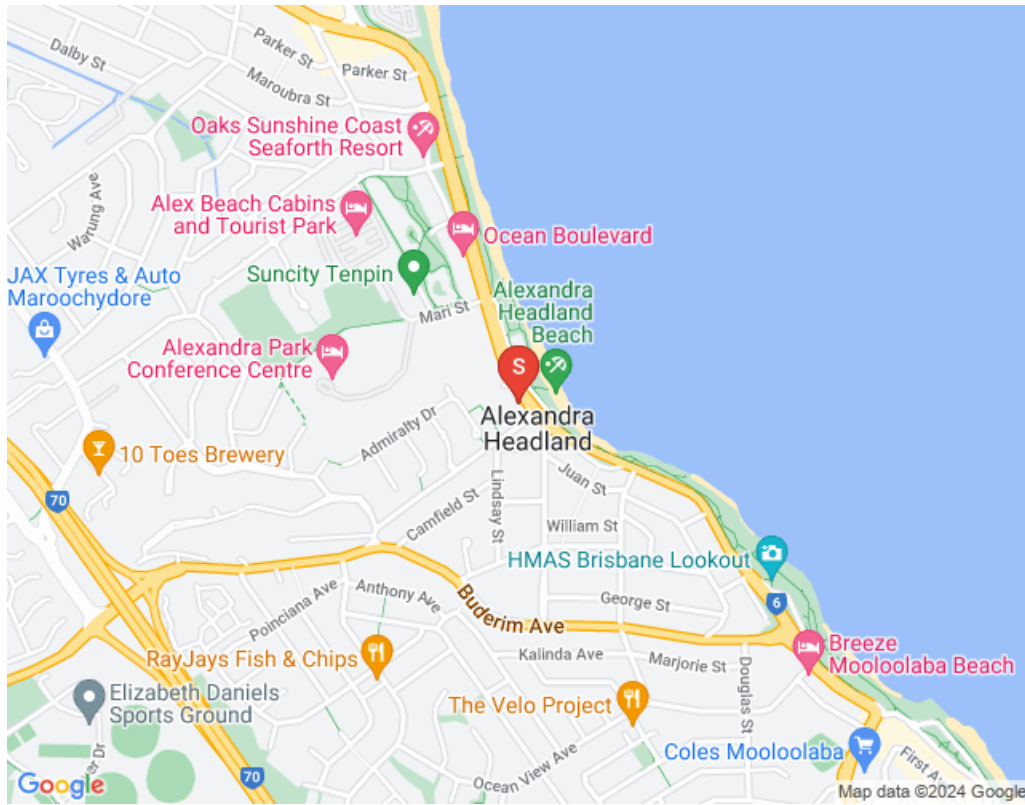 Parker St
Dalby St
Parker St
Maroubra St
Oaks Sunshine Coast
Seaforth Resort
Warung Ave
Alex Beach Cabins
and Tourist Park
Ocean Boulevard
Suncity Tenpin
JAX Tyres & Auto
Maroochydore
Alexandra
Headland
Beach
Mari St
Alexandra Park
Conference Centre
S
Alexandra
Headland
Admiralty Dr
10 Toes Brewery
70
Juan St
Lindsay St
Camfield St
William St
HMAS Brisbane Lookout
Anthony Ave
Poinciana Ave
Buderim Ave
George St
6
RayJays Fish & Chips
Kalinda Ave
Marjorie St
Douglas St
Breeze
Mooloolaba Beach
Elizabeth Daniels
Sports Ground
The Velo Project
Coles Mooloolaba
Ocean View Ave
First
70
Google
Map data ©2024 Google